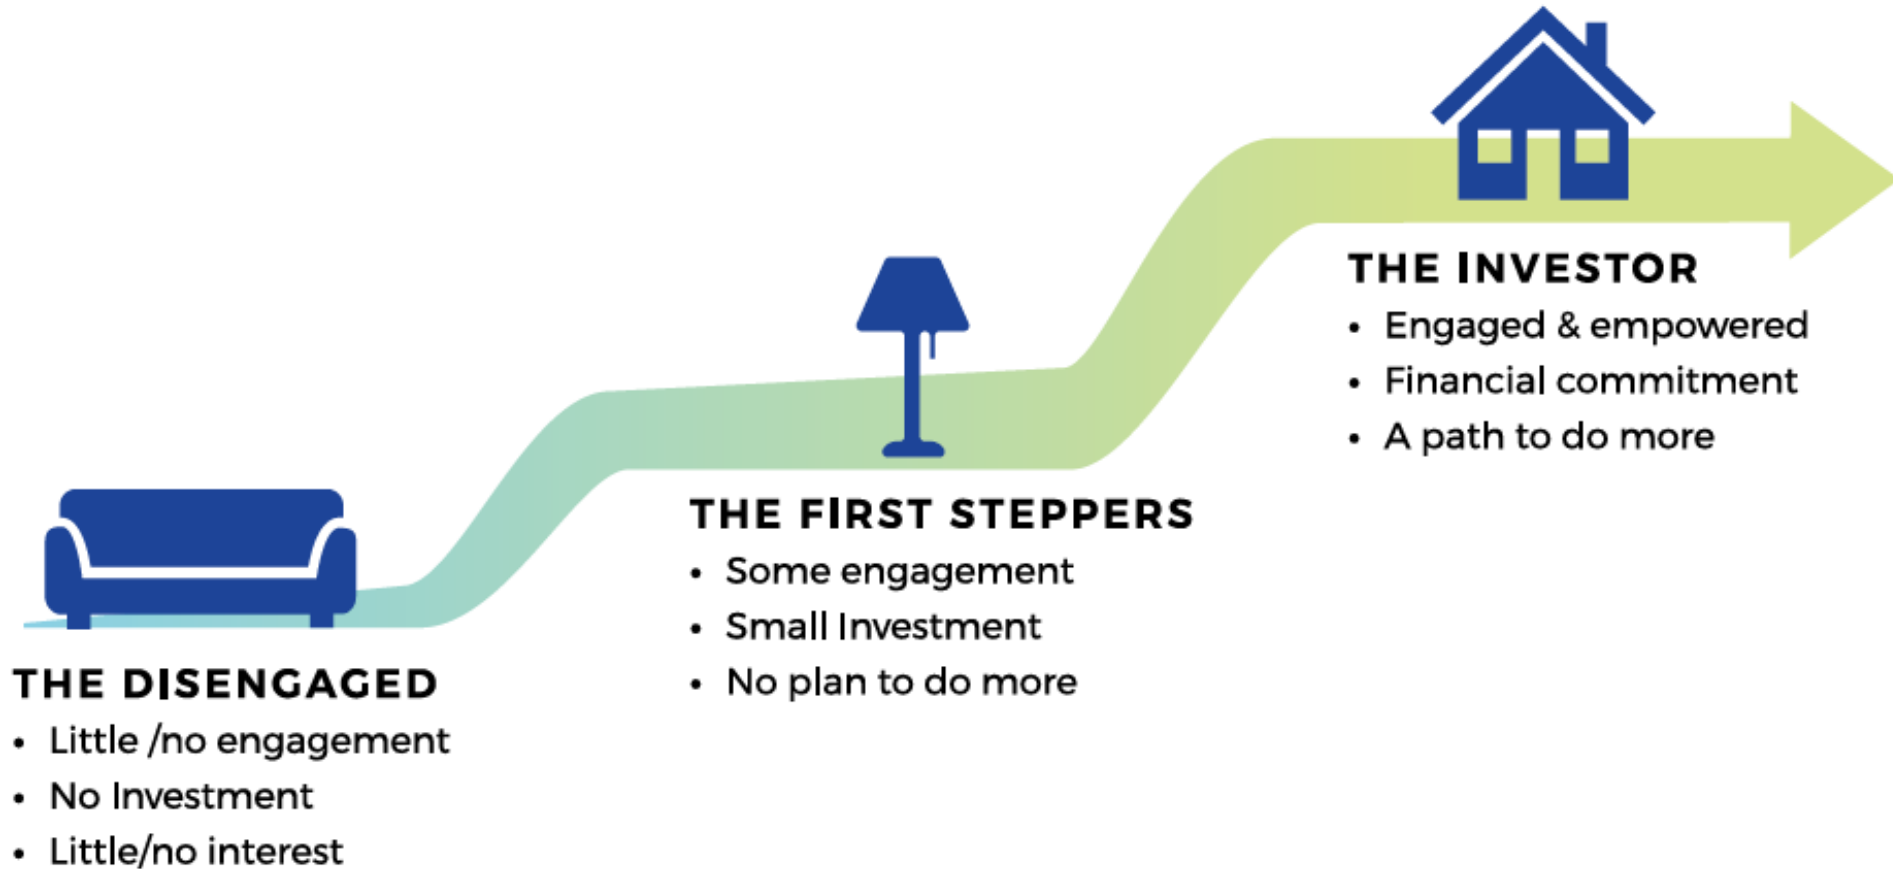 THE DISENGAGED
• Little /no engagement
• No Investment
• Little/no interest
THE FIRST STEPPERS
• Some engagement
• Small Investment
• No plan to do more
THE INVESTOR
• Engaged & empowered
• Financial commitment
• A path to do more